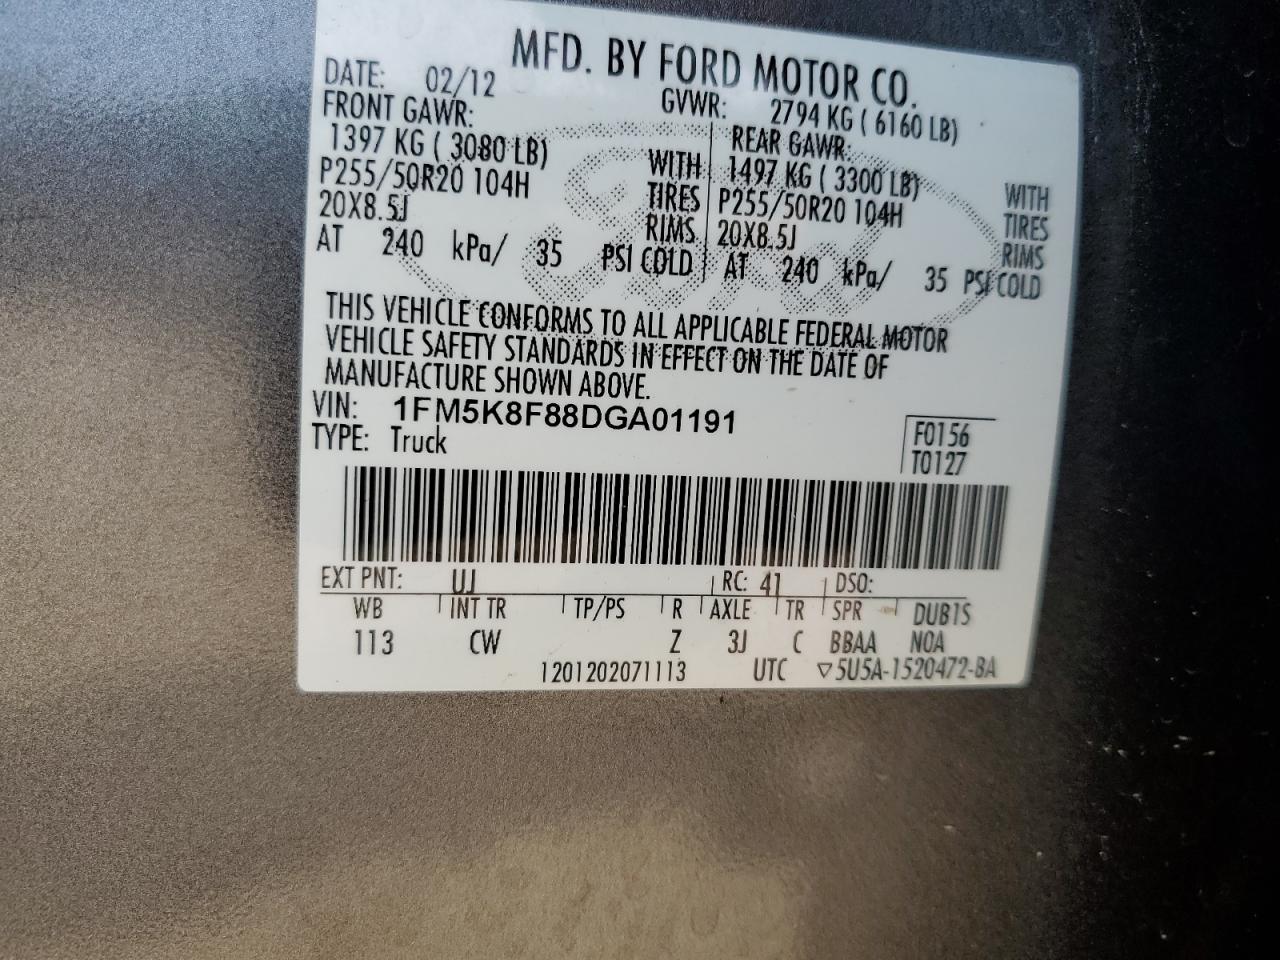 MFD. BY FORD MOTOR CO.
DATE: 02/12 GVWR: 2794 KG ( 6160 LB)
FRONT GAWR: REAR GAWR:
1397 KG ( 3080 LB) WITH 1497 KG ( 3300 LB) WITH
P255/50R20 104H TIRES P255/50R20 104H TIRES
20X8.5J RIMS 20X8.5J RIMS
AT 240 kPa/ 35 PSI COLD AT 240 kPa/ 35 PSI COLD
THIS VEHICLE CONFORMS TO ALL APPLICABLE FEDERAL MOTOR
VEHICLE SAFETY STANDARDS IN EFFECT ON THE DATE OF
MANUFACTURE SHOWN ABOVE.
VIN: 1FM5K8F88DGA01191
TYPE: Truck
F0156
T0127
EXT PNT: UJ RC: 41 DSO:
WB INT TR TP/PS R AXLE TR SPR DUBTS
113 CW Z 3J C BBAA NOA
1201202071113 UTC ▽5U5A-1520472-BA
Ford